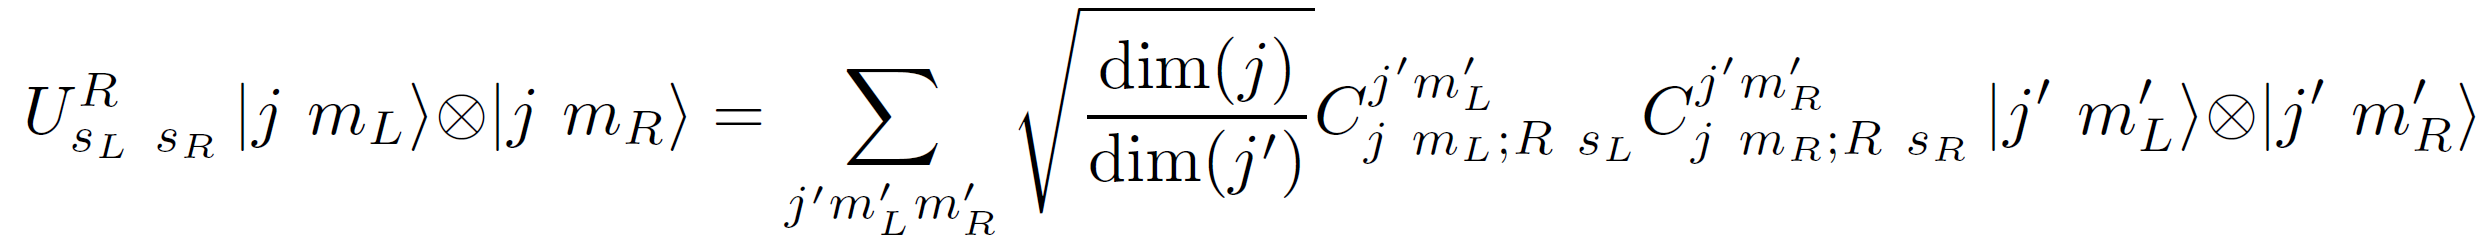 $U^{R}_{s_L \ s_R} \, |j \ m_L\rangle \otimes |j \ m_R\rangle = \sum_{j' m'_L m'_R} \sqrt{\frac{\dim(j)}{\dim(j')}} C^{j' m'_L}_{j \ m_L; R \ s_L} C^{j' m'_R}_{j \ m_R; R \ s_R} \, |j' \ m'_L\rangle \otimes |j' \ m'_R\rangle$